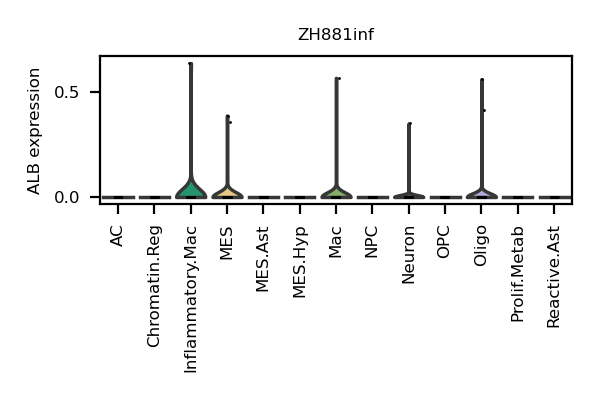 ZH881inf
ALB expression
0.5
0.0
AC
Chromatin.Reg
Inflammatory.Mac
MES
MES.Ast
MES.Hyp
Mac
NPC
Neuron
OPC
Oligo
Prolif.Metab
Reactive.Ast